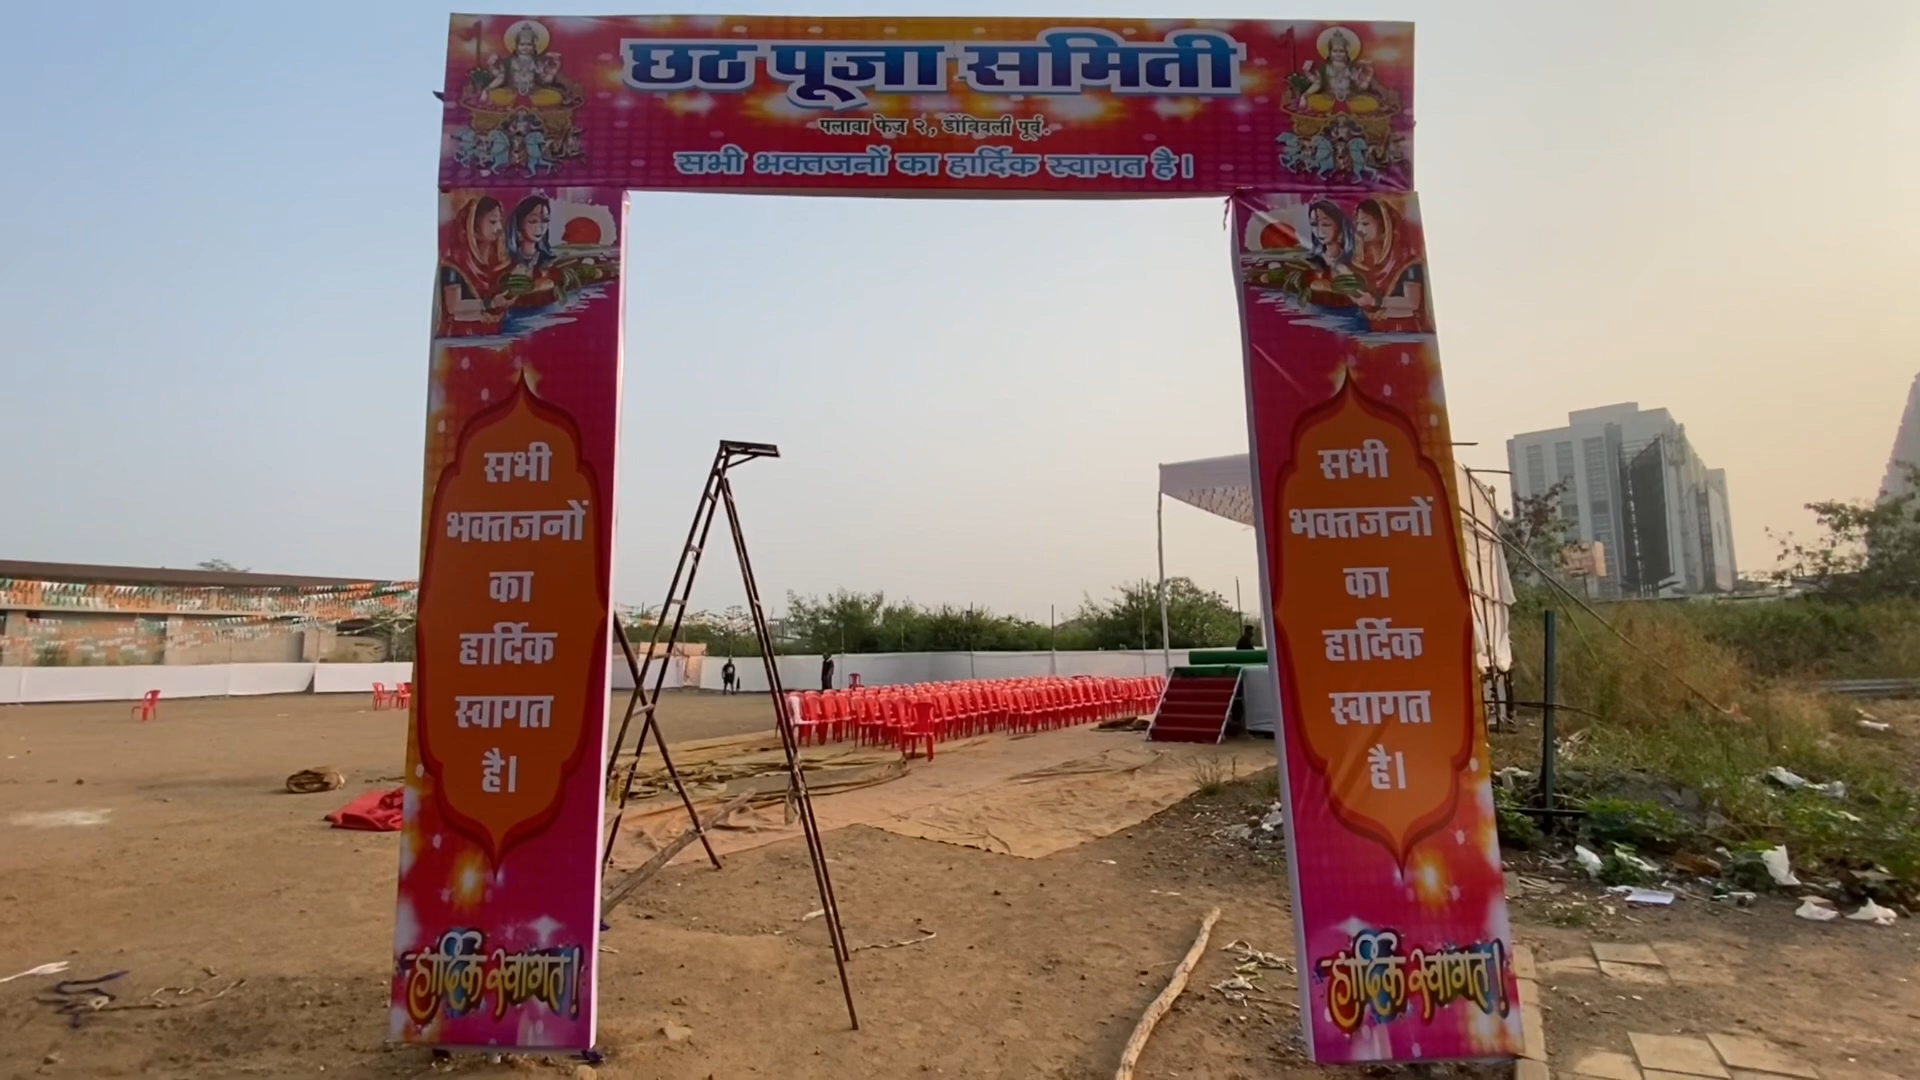 छठ पूजा समिती
पलावा फेज २, डोंबिवली पूर्व.
सभी भक्तजनों का हार्दिक स्वागत है।
सभी
भक्तजनों
का
हार्दिक
स्वागत
है।
हार्दिक स्वागत!
सभी
भक्तजनों
का
हार्दिक
स्वागत
है।
हार्दिक स्वागत!